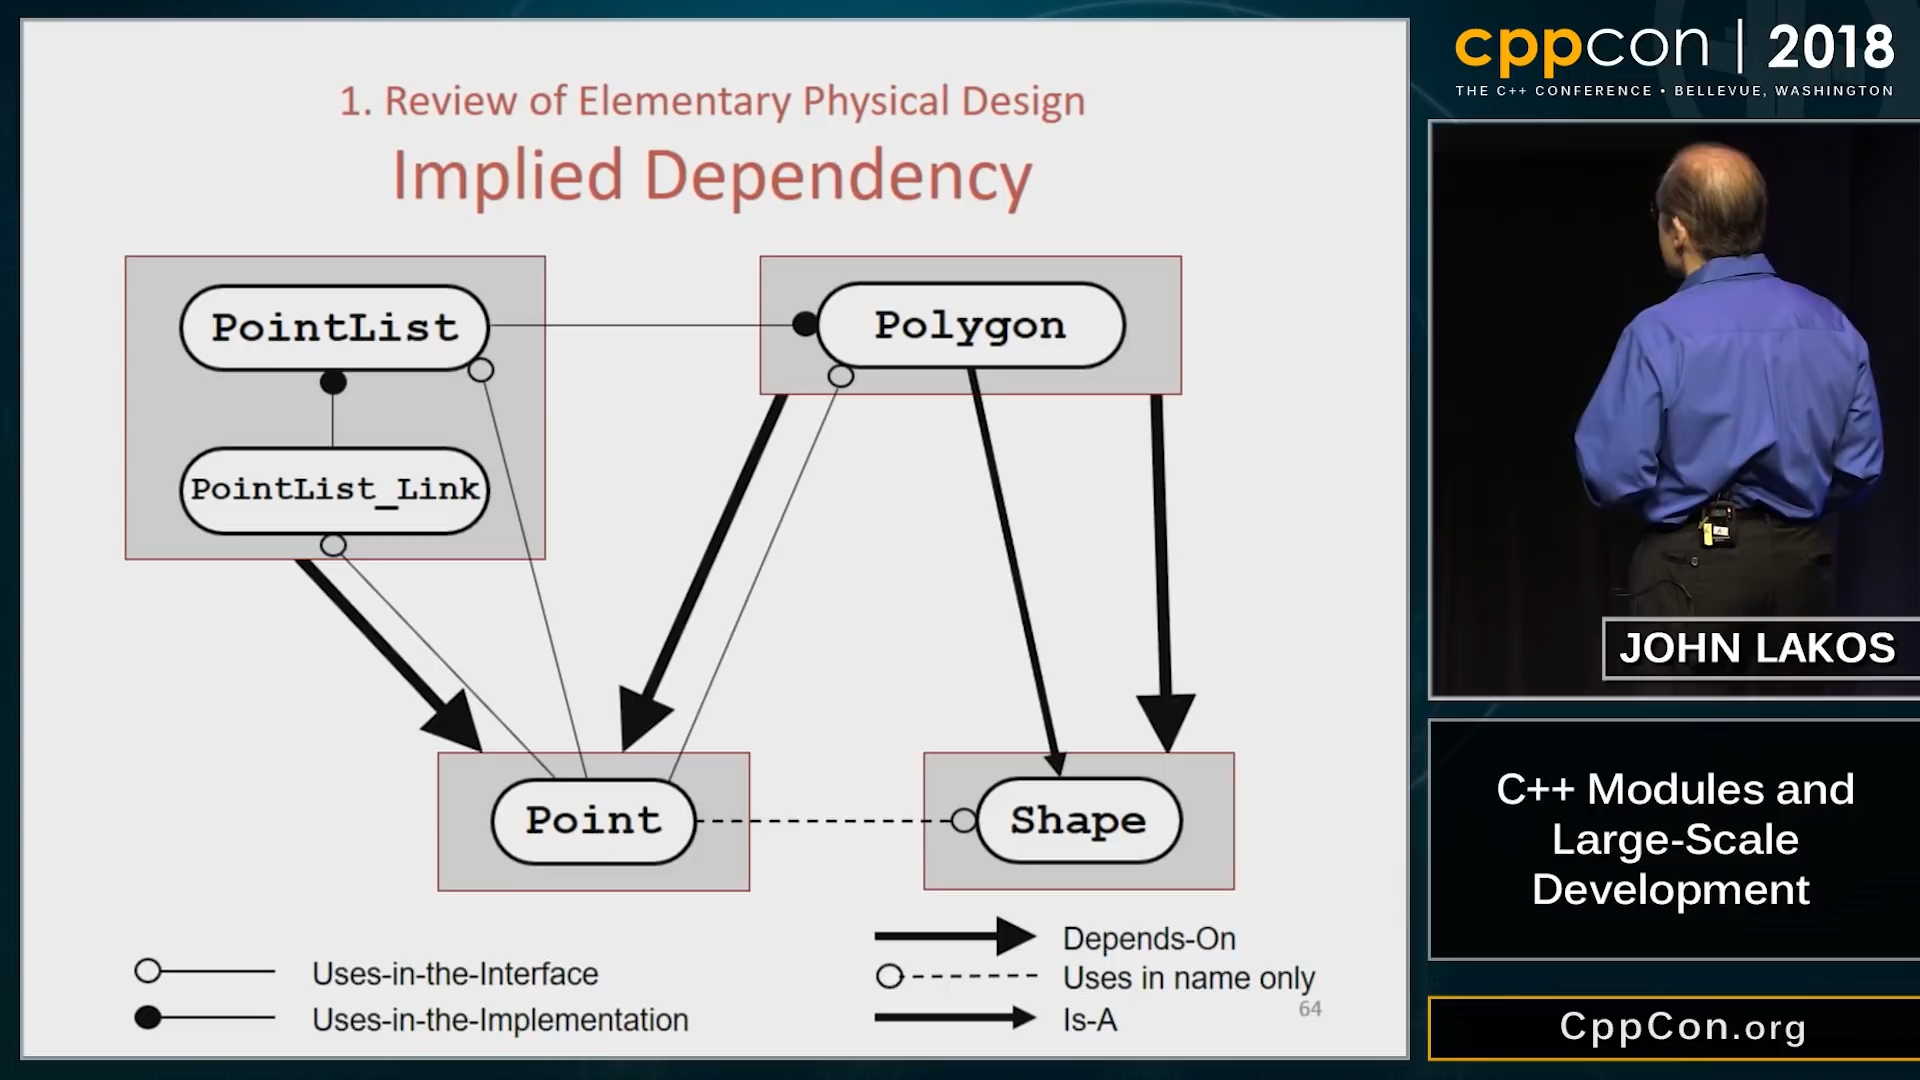 1. Review of Elementary Physical Design
Implied Dependency
PointList
Polygon
PointList_Link
Point
Shape
Uses-in-the-Interface
Uses-in-the-Implementation
Depends-On
Uses in name only
Is-A
64
cppcon | 2018
THE C++ CONFERENCE • BELLEVUE, WASHINGTON
JOHN LAKOS
C++ Modules and
Large-Scale
Development
CppCon.org